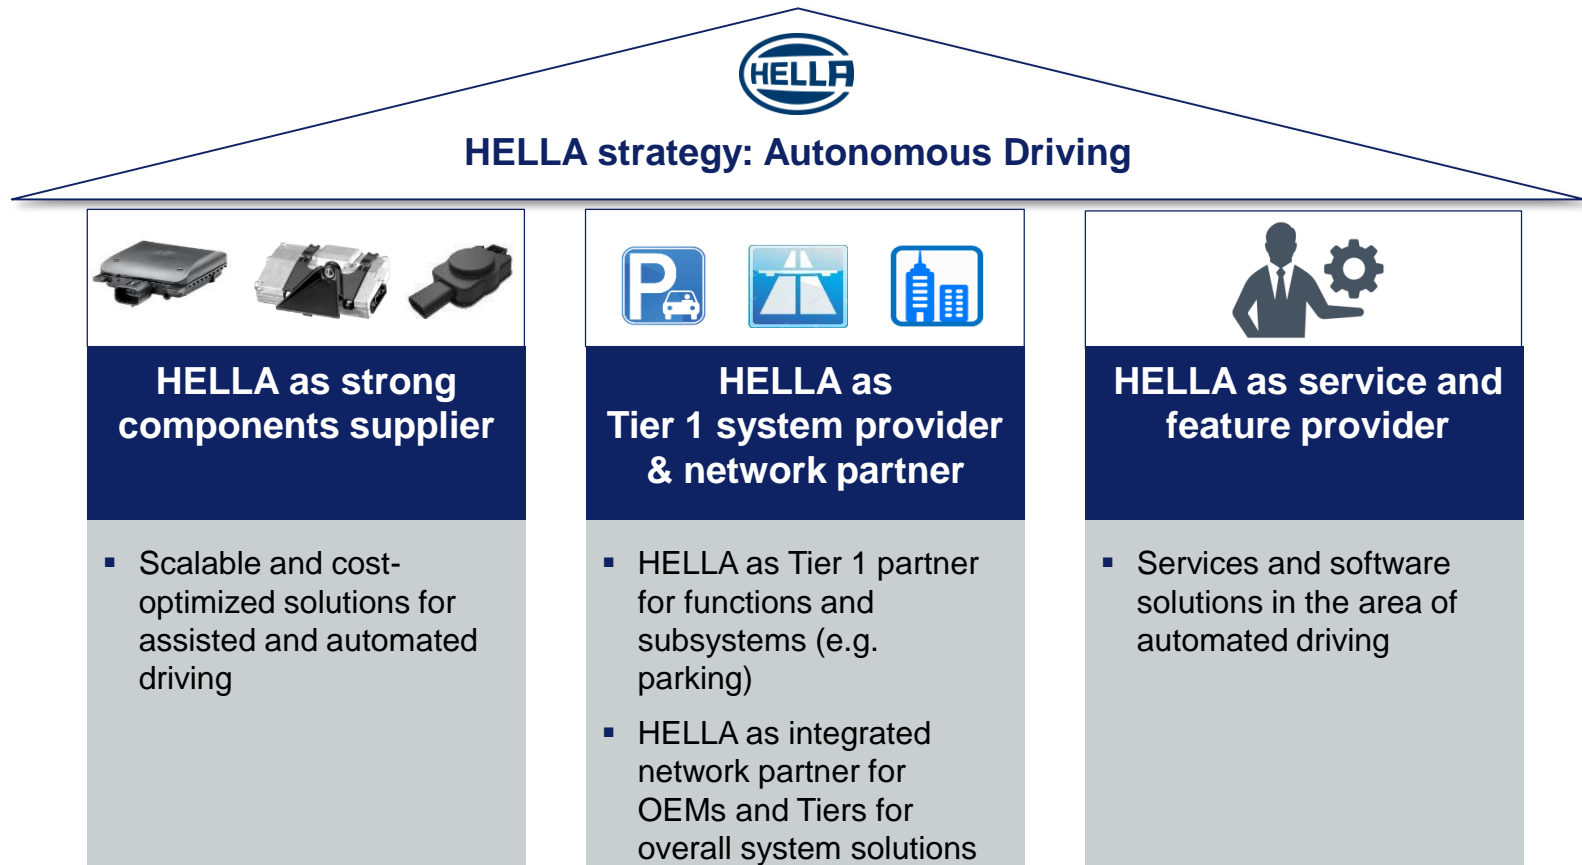 HELLA
HELLA strategy: Autonomous Driving
P
HELLA as strong
components supplier
▪ Scalable and cost-
optimized solutions for
assisted and automated
driving
HELLA as
Tier 1 system provider
& network partner
▪ HELLA as Tier 1 partner
for functions and
subsystems (e.g.
parking)
▪ HELLA as integrated
network partner for
OEMs and Tiers for
overall system solutions
HELLA as service and
feature provider
▪ Services and software
solutions in the area of
automated driving